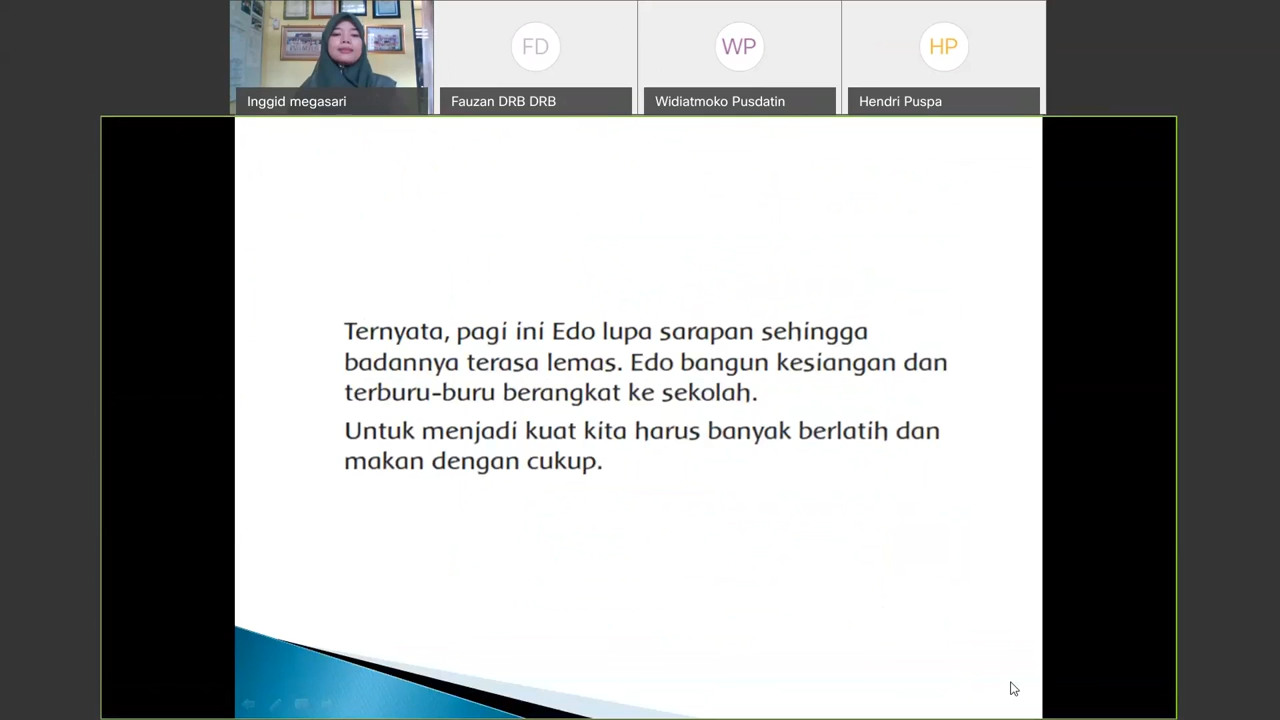 FD
WP
HP
Inggid megasari
Fauzan DRB DRB
Widiatmoko Pusdatin
Hendri Puspa
Ternyata, pagi ini Edo lupa sarapan sehingga
badannya terasa lemas. Edo bangun kesiangan dan
terburu-buru berangkat ke sekolah.
Untuk menjadi kuat kita harus banyak berlatih dan
makan dengan cukup.